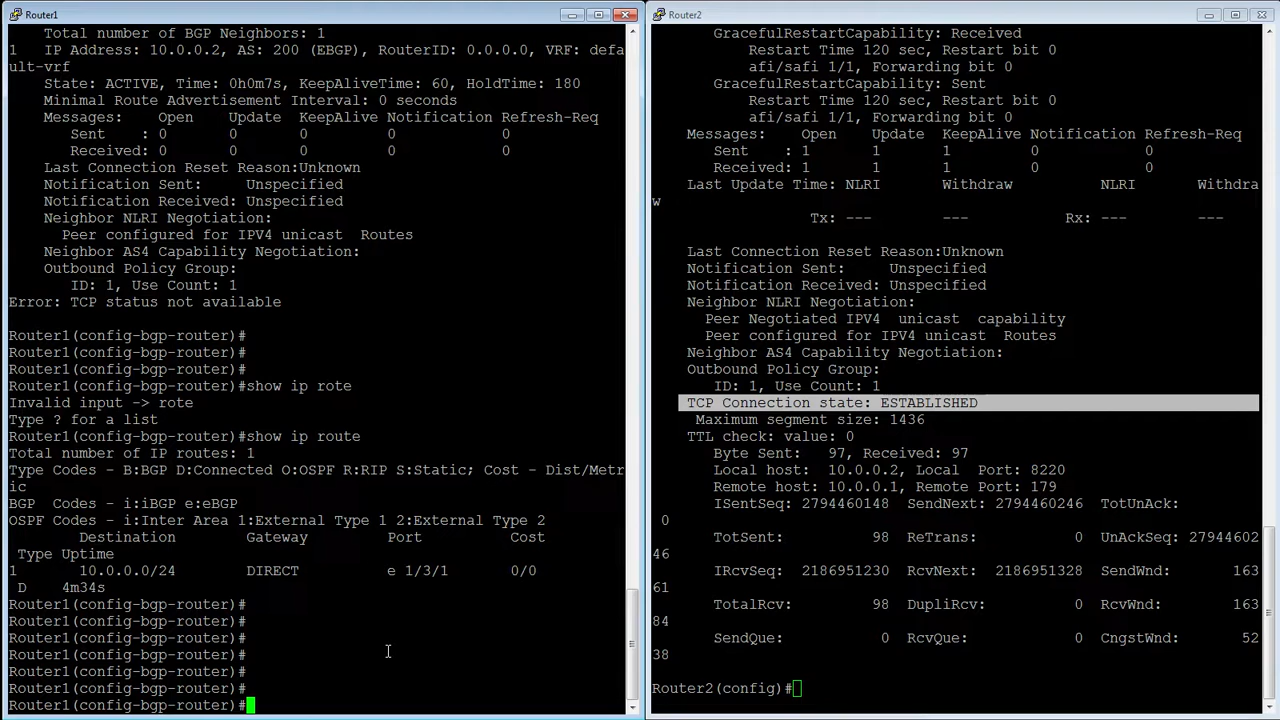 Router1
Total number of BGP Neighbors: 1
1 IP Address: 10.0.0.2, AS: 200 (EBGP), RouterID: 0.0.0.0, VRF: defa
ult-vrf
State: ACTIVE, Time: 0h0m7s, KeepAliveTime: 60, HoldTime: 180
Minimal Route Advertisement Interval: 0 seconds
Messages: Open Update KeepAlive Notification Refresh-Req
Sent : 0 0 0 0 0
Received: 0 0 0 0 0
Last Connection Reset Reason:Unknown
Notification Sent: Unspecified
Notification Received: Unspecified
Neighbor NLRI Negotiation:
Peer configured for IPV4 unicast Routes
Neighbor AS4 Capability Negotiation:
Outbound Policy Group:
ID: 1, Use Count: 1
Error: TCP status not available
Router1(config-bgp-router)#
Router1(config-bgp-router)#
Router1(config-bgp-router)#
Router1(config-bgp-router)#show ip rote
Invalid input -> rote
Type ? for a list
Router1(config-bgp-router)#show ip route
Total number of IP routes: 1
Type Codes - B:BGP D:Connected O:OSPF R:RIP S:Static; Cost - Dist/Metr
ic
BGP Codes - i:iBGP e:eBGP
OSPF Codes - i:Inter Area 1:External Type 1 2:External Type 2
Destination Gateway Port Cost
Type Uptime
1 10.0.0.0/24 DIRECT e 1/3/1 0/0
D 4m34s
Router1(config-bgp-router)#
Router1(config-bgp-router)#
Router1(config-bgp-router)#
Router1(config-bgp-router)#
Router1(config-bgp-router)#
Router1(config-bgp-router)#
Router1(config-bgp-router)#
Router2
GracefulRestartCapability: Received
Restart Time 120 sec, Restart bit 0
afi/safi 1/1, Forwarding bit 0
GracefulRestartCapability: Sent
Restart Time 120 sec, Restart bit 0
afi/safi 1/1, Forwarding bit 0
Messages: Open Update KeepAlive Notification Refresh-Req
Sent : 1 1 1 0 0
Received: 1 1 1 0 0
Last Update Time: NLRI Withdraw NLRI Withdra
w
Tx: --- --- Rx: --- ---
Last Connection Reset Reason:Unknown
Notification Sent: Unspecified
Notification Received: Unspecified
Neighbor NLRI Negotiation:
Peer Negotiated IPV4 unicast capability
Peer configured for IPV4 unicast Routes
Neighbor AS4 Capability Negotiation:
Outbound Policy Group:
ID: 1, Use Count: 1
TCP Connection state: ESTABLISHED
Maximum segment size: 1436
TTL check: value: 0
Byte Sent: 97, Received: 97
Local host: 10.0.0.2, Local Port: 8220
Remote host: 10.0.0.1, Remote Port: 179
ISentSeq: 2794460148 SendNext: 2794460246 TotUnAck:
0
TotSent: 98 ReTrans: 0 UnAckSeq: 27944602
46
IRcvSeq: 2186951230 RcvNext: 2186951328 SendWnd: 163
61
TotalRcv: 98 DupliRcv: 0 RcvWnd: 163
84
SendQue: 0 RcvQue: 0 CngstWnd: 52
38
Router2(config)#